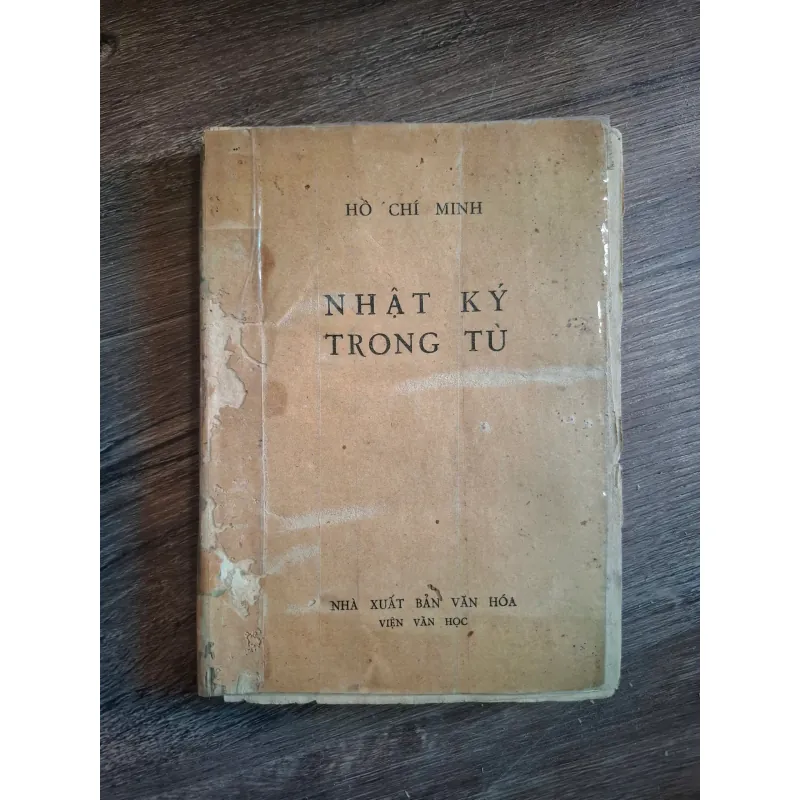 HỒ CHÍ MINH
NHẬT KÝ
TRONG TÙ
NHÀ XUẤT BẢN VĂN HÓA
VIỆN VĂN HỌC